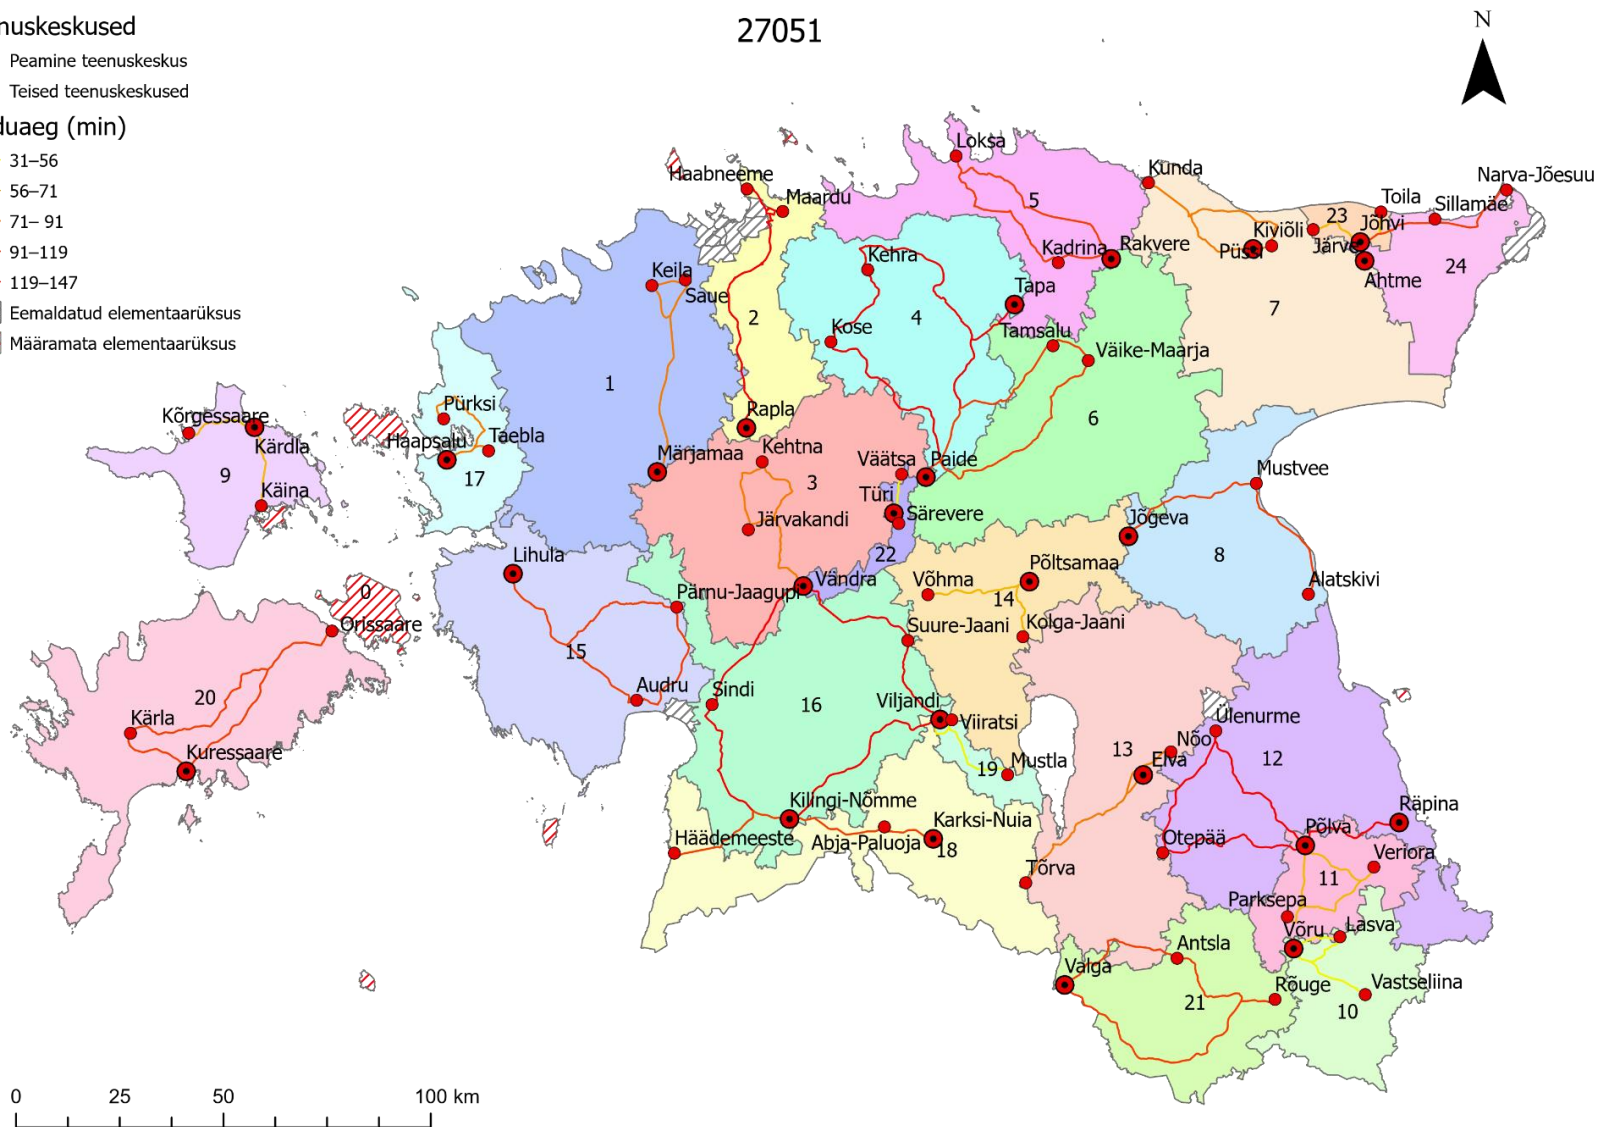 27051
N
nuskeskused
Peamine teenuskeskus
Teised teenuskeskused
duaeg (min)
31–56
56–71
71– 91
91–119
119–147
Eemaldatud elementaarüksus
Määramata elementaarüksus
Loksa
Kunda
Narva-Jõesuu
Haabneeme
Maardu
5
Toila
Sillamäe
23
Jõhvi
Kiviõli
Püssi
Järve
Kadrina
Rakvere
Kehra
Keila
Saue
24
Ahtme
Tapa
7
2
4
Kose
Tamsalu
Väike-Maarja
1
Pürksi
Kõrgessaare
Kärdla
Rapla
6
Haapsalu
Taebla
Märjamaa
Kehtna
Väätsa
Paide
Mustvee
9
17
3
Käina
Türi
Järvakandi
Särevere
Jõgeva
Lihula
22
8
Põltsamaa
Vändra
Võhma
Alatskivi
0
Pärnu-Jaagupi
14
Orissaare
Suure-Jaani
Kolga-Jaani
15
20
Audru
Sindi
16
Viljandi
Viiratsi
Kärla
Ülenurme
Nõo
Kuressaare
13
12
Elva
19
Mustla
Kilingi-Nõmme
Räpina
Karksi-Nuia
Põlva
Häädemeeste
Abja-Paluoja
18
Otepää
Veriora
Tõrva
11
Parksepa
Võru
Lasva
Antsla
Valga
Rõuge
Vastseliina
21
10
0
25
50
100 km